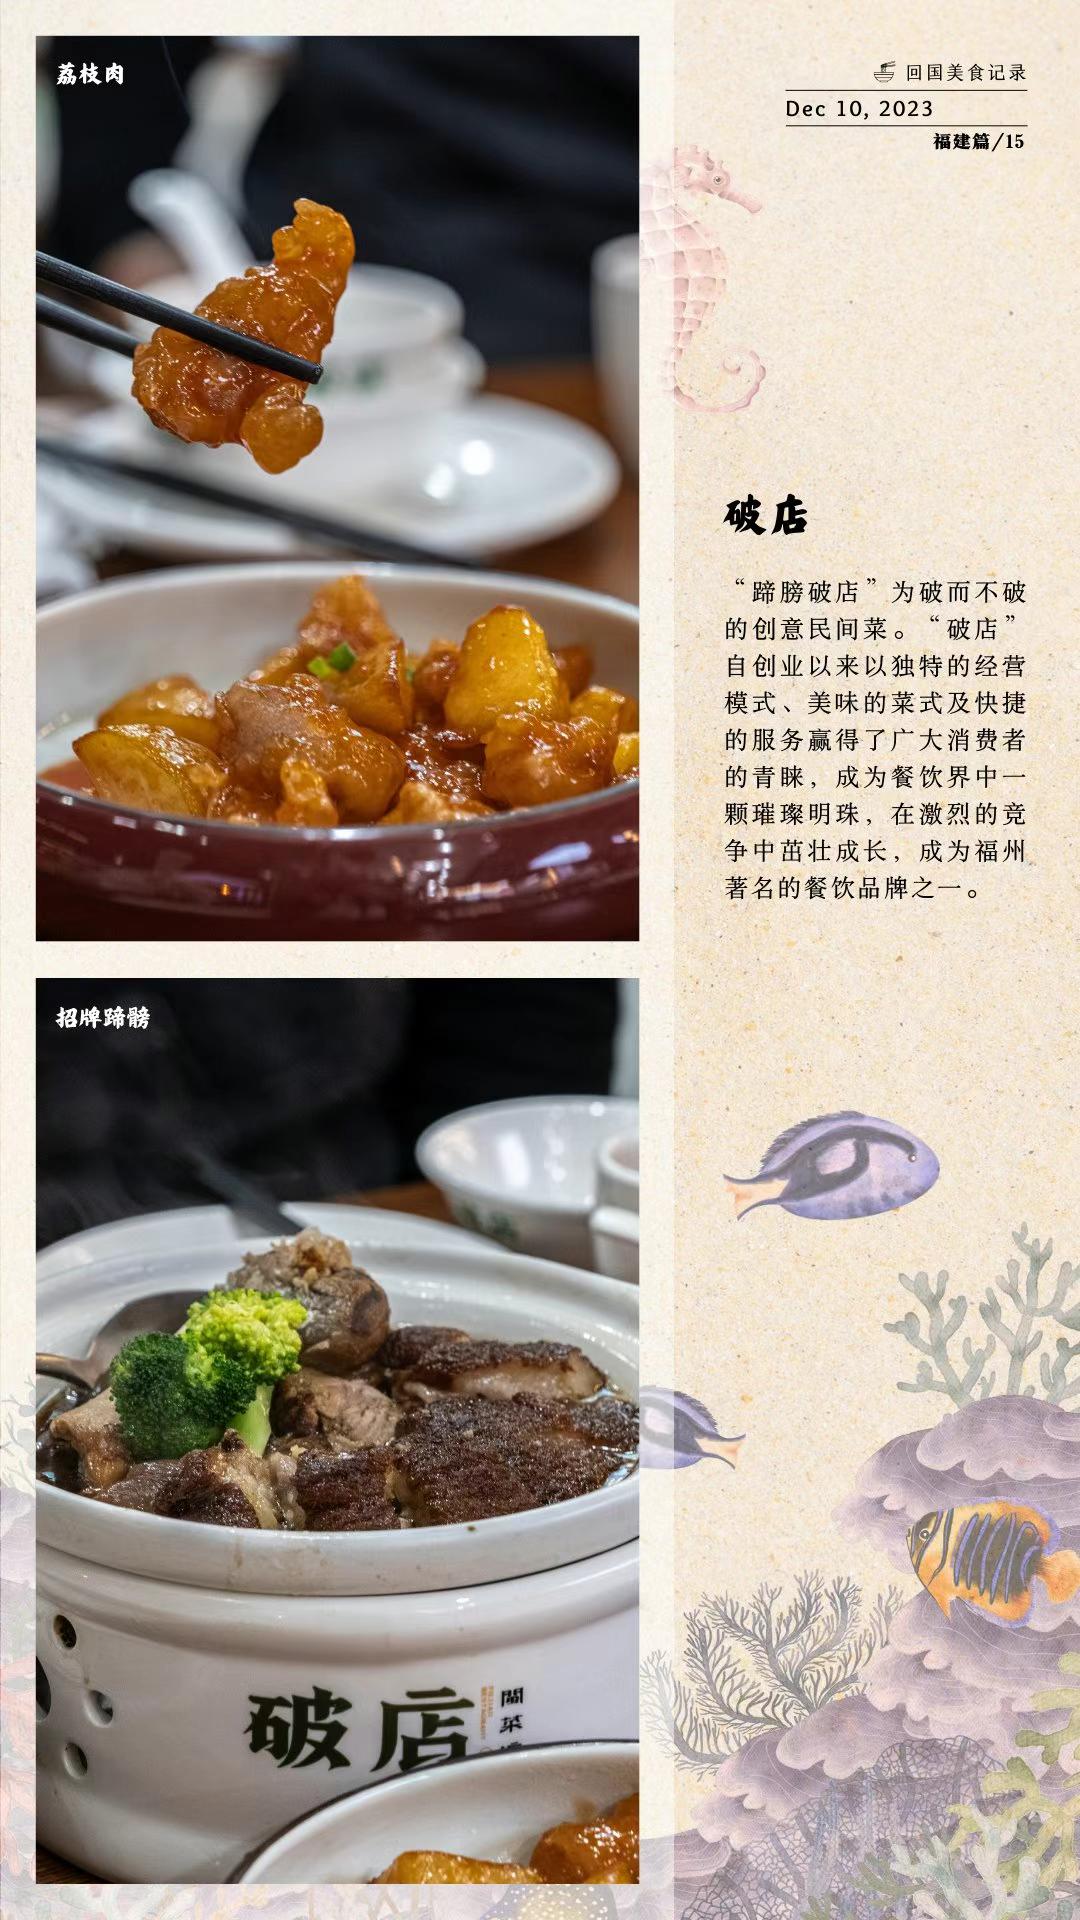 荔枝肉
回国美食记录
Dec 10, 2023
福建篇/15
破店
“蹄膀破店”为破而不破
的创意民间菜。“破店”
自创业以来以独特的经营
模式、美味的菜式及快捷
的服务赢得了广大消费者
的青睐，成为餐饮界中一
颗璀璨明珠，在激烈的竞
争中茁壮成长，成为福州
著名的餐饮品牌之一。
招牌蹄髈
破店
間菜